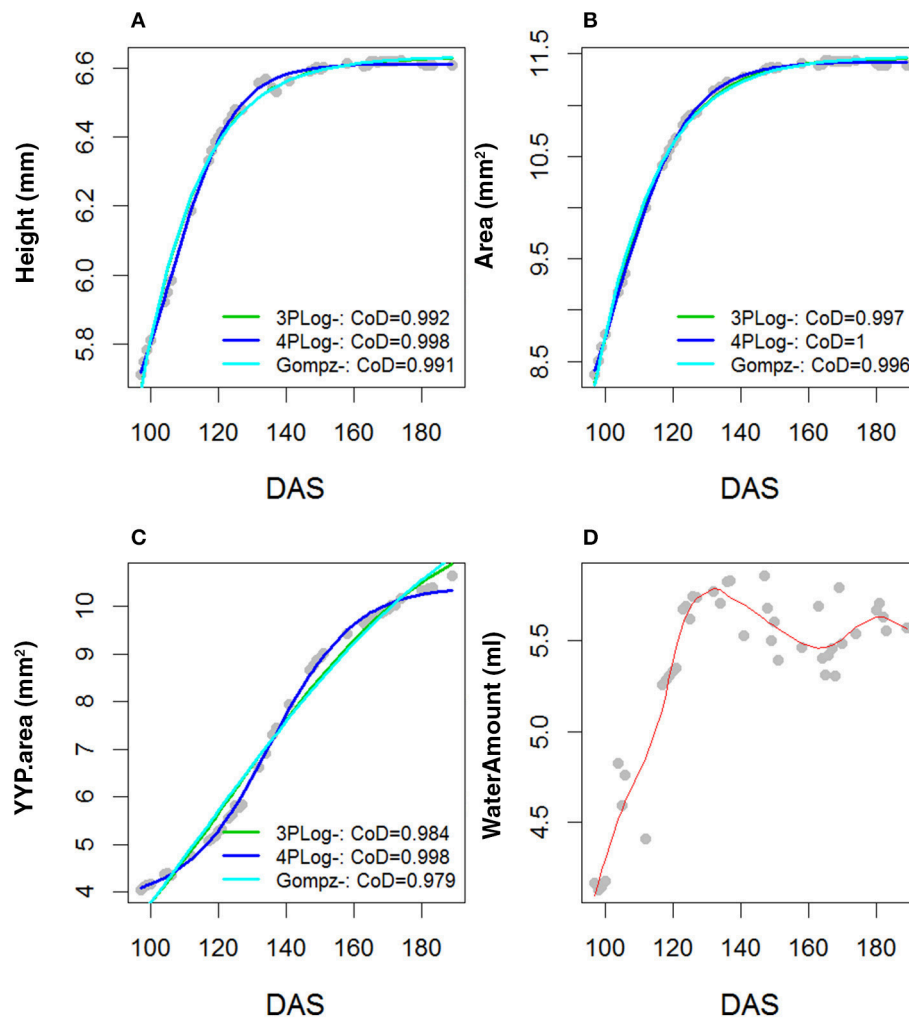 A
Height (mm)
6.6
6.4
6.2
6.0
5.8
3PLog-: CoD=0.992
4PLog-: CoD=0.998
Gompz-: CoD=0.991
100 120 140 160 180
DAS
B
Area (mm²)
11.5
10.5
9.5
8.5
3PLog-: CoD=0.997
4PLog-: CoD=1
Gompz-: CoD=0.996
100 120 140 160 180
DAS
C
YYP.area (mm²)
10
9
8
7
6
5
4
3PLog-: CoD=0.984
4PLog-: CoD=0.998
Gompz-: CoD=0.979
100 120 140 160 180
DAS
D
WaterAmount (ml)
5.5
5.0
4.5
100 120 140 160 180
DAS